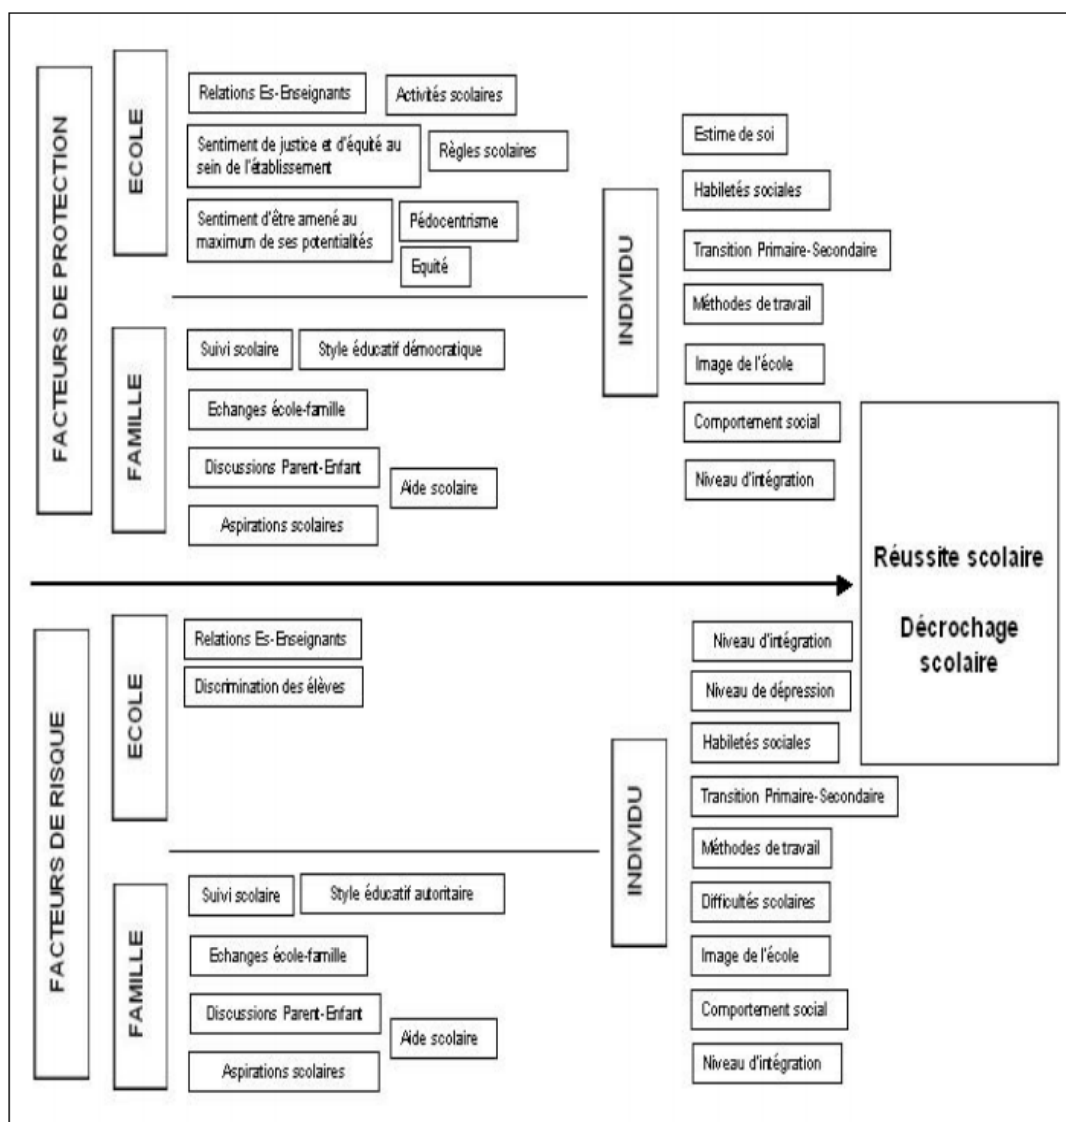 FACTEURS DE PROTECTION
ECOLE
Relations Es-Enseignants
Activités scolaires
Sentiment de justice et d'équité au
sein de l'établissement
Règles scolaires
Sentiment d'être amené au
maximum de ses potentialités
Pédocentrisme
Equité
FAMILLE
Suivi scolaire
Style éducatif démocratique
Echanges école-famille
Discussions Parent-Enfant
Aide scolaire
Aspirations scolaires
INDIVIDU
Estime de soi
Habiletés sociales
Transition Primaire-Secondaire
Méthodes de travail
Image de l'école
Comportement social
Niveau d'intégration
Réussite scolaire
Décrochage
scolaire
FACTEURS DE RISQUE
ECOLE
Relations Es-Enseignants
Discrimination des élèves
FAMILLE
Suivi scolaire
Style éducatif autoritaire
Echanges école-famille
Discussions Parent-Enfant
Aide scolaire
Aspirations scolaires
INDIVIDU
Niveau d'intégration
Niveau de dépression
Habiletés sociales
Transition Primaire-Secondaire
Méthodes de travail
Difficultés scolaires
Image de l'école
Comportement social
Niveau d'intégration